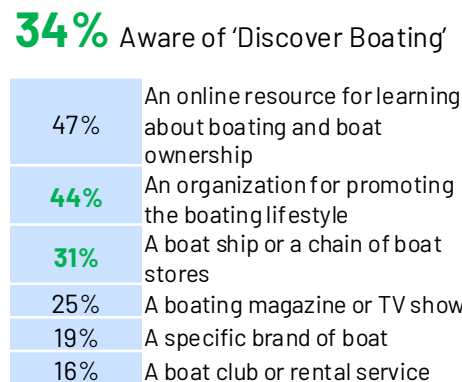 34% Aware of ‘Discover Boating’
47% An online resource for learning
about boating and boat
ownership
44% An organization for promoting
the boating lifestyle
31% A boat ship or a chain of boat
stores
25% A boating magazine or TV show
19% A specific brand of boat
16% A boat club or rental service